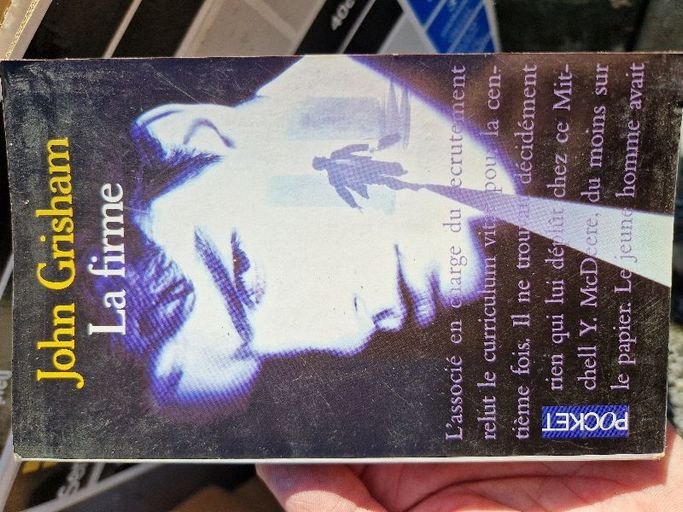 John Grisham
La firme
L'associé en charge du recrutement
relut le curriculum vitæ pour la cen-
tième fois. Il ne trouvait décidément
rien qui lui déplût chez ce Mit-
chell Y. McDeere, du moins sur
le papier. Le jeune homme avait
POCKET